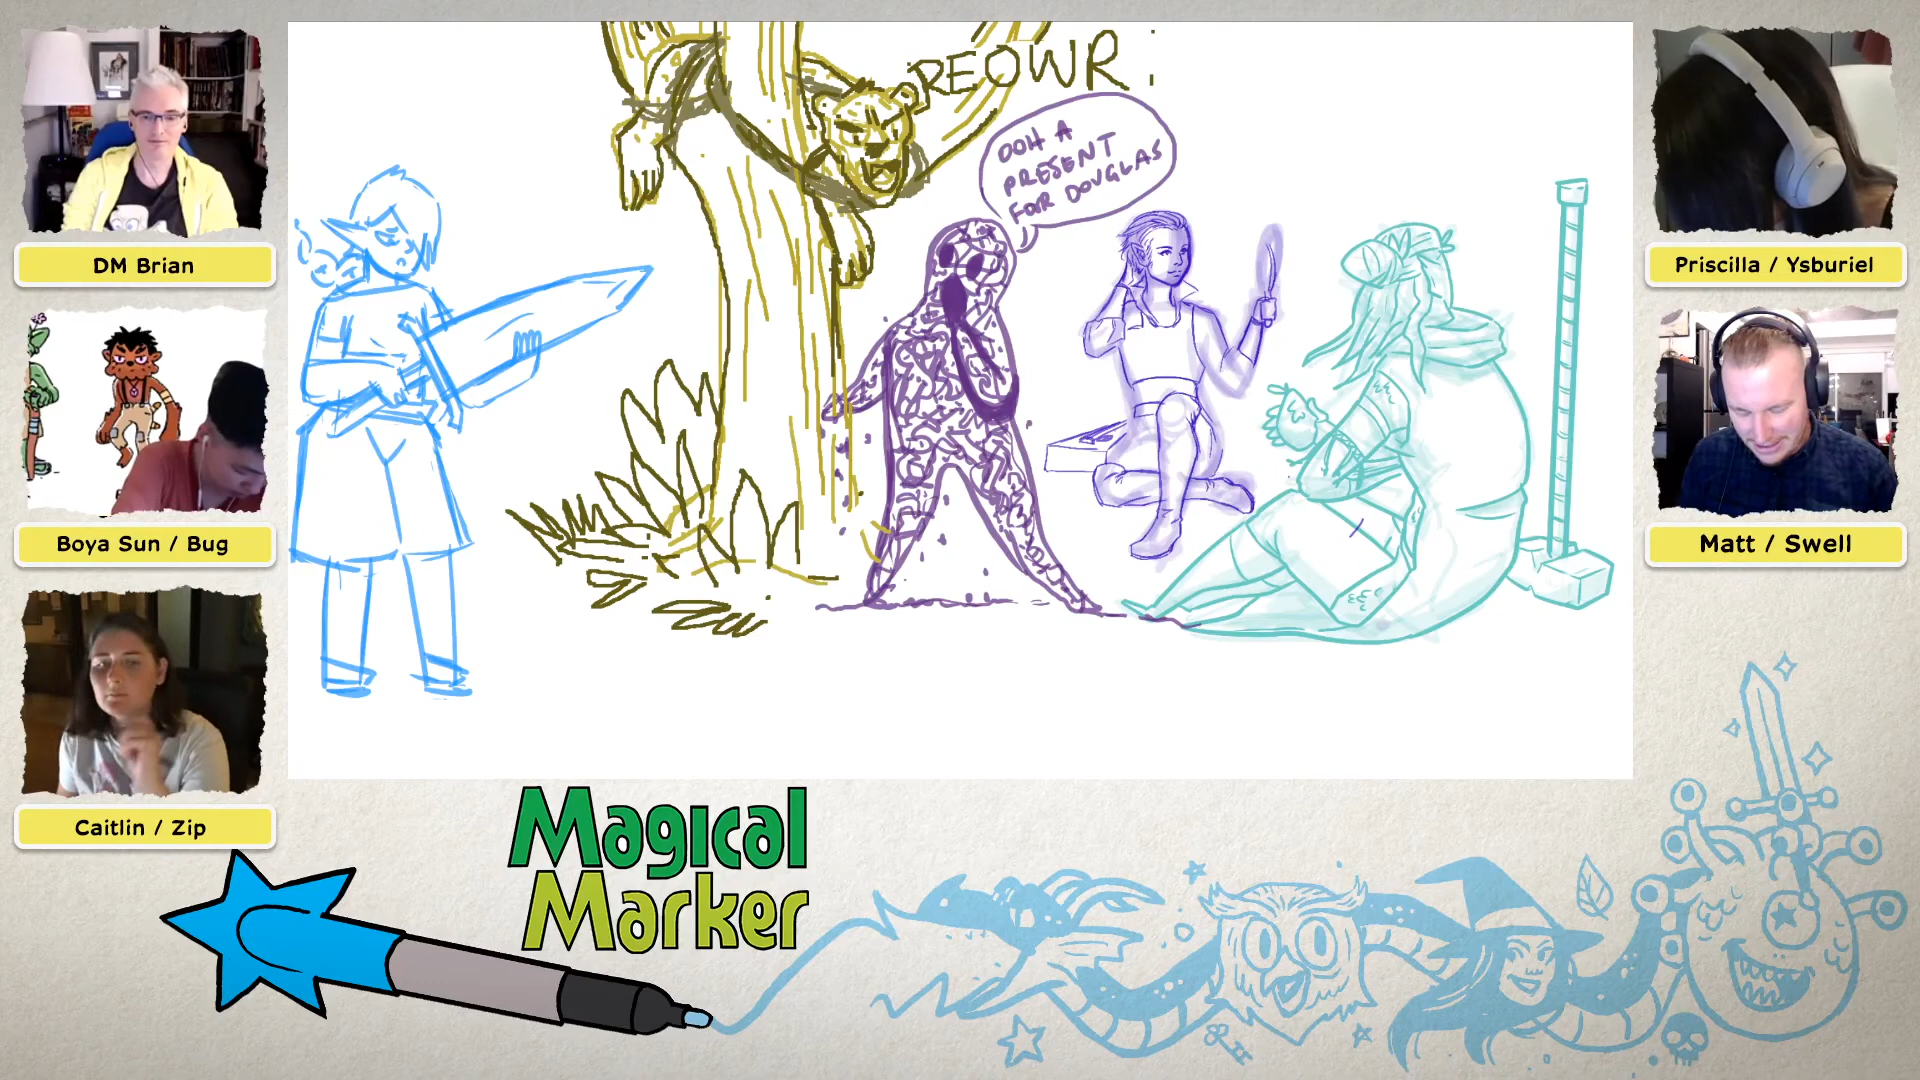 REOWR
OOH A
PRESENT
FOR DOUGLAS
DM Brian
Boya Sun / Bug
Caitlin / Zip
Priscilla / Ysburiel
Matt / Swell
Magical
Marker